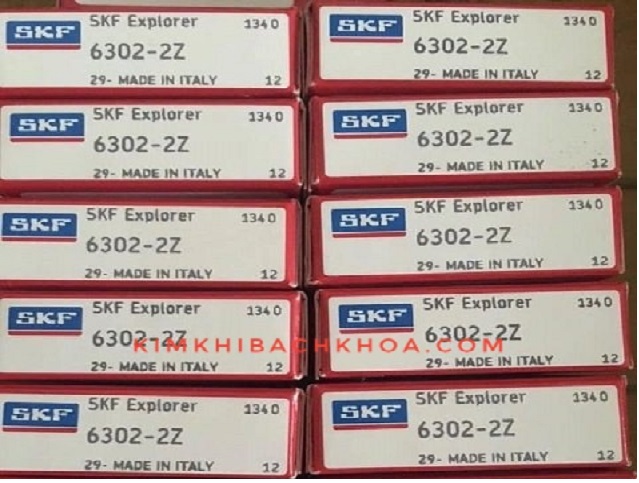 SKF
SKF Explorer 1340
6302-2Z
29- MADE IN ITALY 12
SKF
SKF Explorer 1340
6302-2Z
29- MADE IN ITALY 12
SKF
SKF Explorer 1340
6302-2Z
29- MADE IN ITALY 12
SKF
SKF Explorer 1340
6302-2Z
29- MADE IN ITALY 12
SKF
SKF Explorer 1340
6302-2Z
29- MADE IN ITALY 12
SKF
SKF Explorer 1340
6302-2Z
29- MADE IN ITALY 12
SKF
SKF Explorer 1340
6302-2Z
29- MADE IN ITALY 12
SKF
SKF Explorer 1340
6302-2Z
29- MADE IN ITALY 12
KIMKHIBACHKHOA.COM
SKF
SKF Explorer 1340
6302-2Z
29- MADE IN ITALY 12
SKF
SKF Explorer 1340
6302-2Z
29- MADE IN ITALY 12